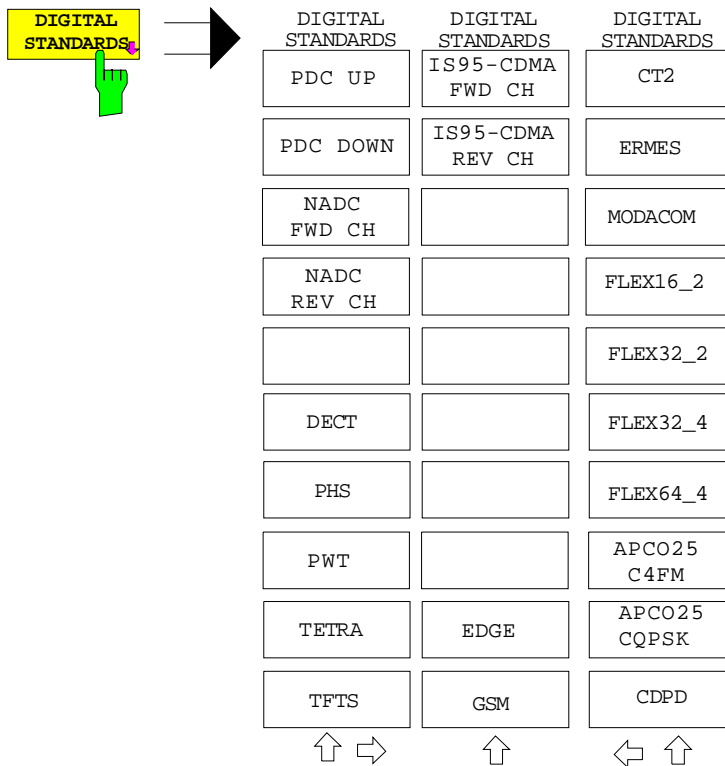 DIGITAL
STANDARDS
DIGITAL
STANDARDS
PDC UP
PDC DOWN
NADC
FWD CH
NADC
REV CH
DECT
PHS
PWT
TETRA
TFTS
DIGITAL
STANDARDS
IS95-CDMA
FWD CH
IS95-CDMA
REV CH
EDGE
GSM
DIGITAL
STANDARDS
CT2
ERMES
MODACOM
FLEX16_2
FLEX32_2
FLEX32_4
FLEX64_4
APCO25
C4FM
APCO25
CQPSK
CDPD